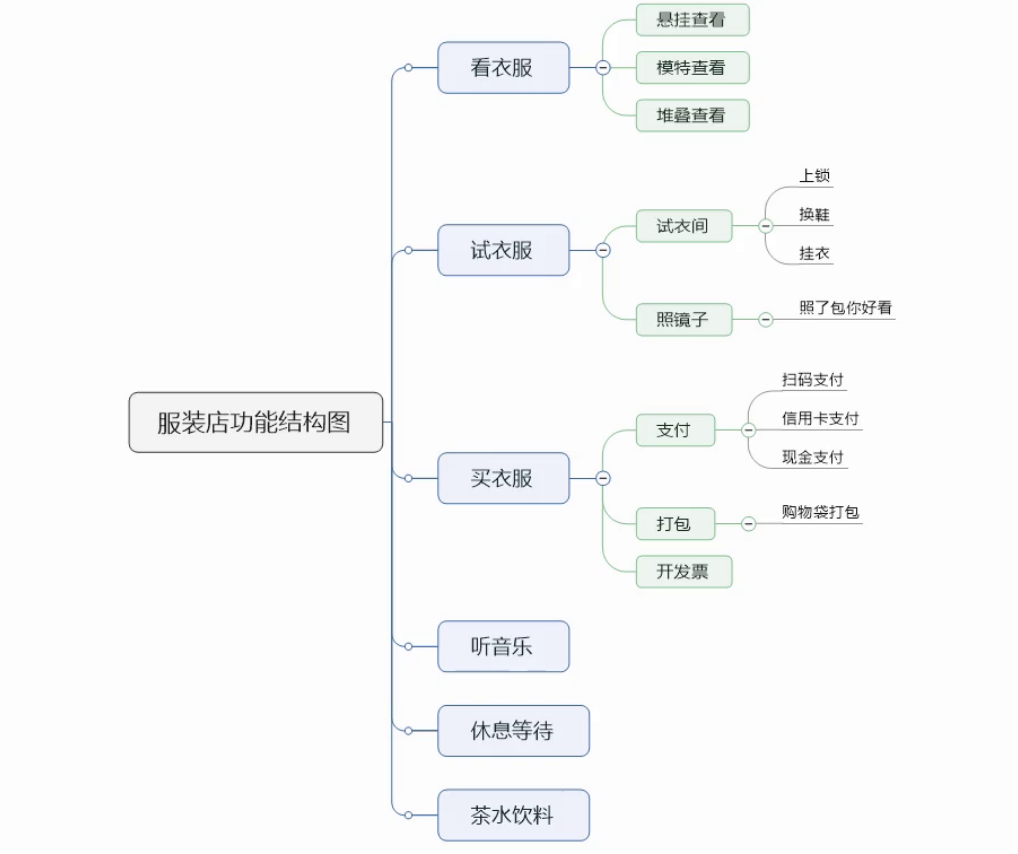 服装店功能结构图
看衣服
悬挂查看
模特查看
堆叠查看
试衣服
试衣间
上锁
换鞋
挂衣
照镜子
照了包你好看
买衣服
支付
扫码支付
信用卡支付
现金支付
打包
购物袋打包
开发票
听音乐
休息等待
茶水饮料